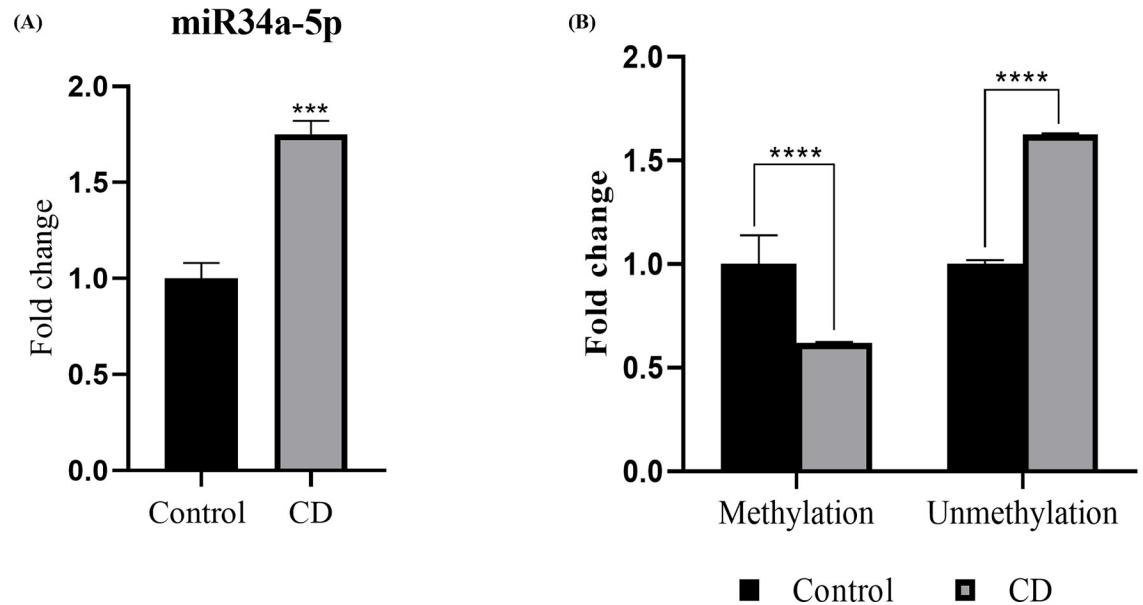 (A)
miR34a-5p
Fold change
2.0
1.5
1.0
0.5
0.0
***
Control
CD
(B)
Fold change
2.0
1.5
1.0
0.5
0.0
****
****
Methylation
Unmethylation
Control
CD